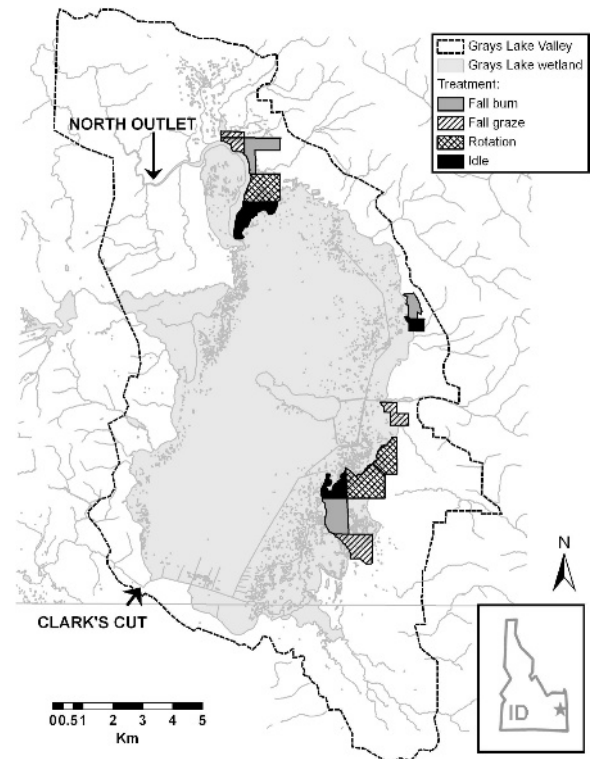 Grays Lake Valley
Grays Lake wetland
Treatment:
Fall burn
Fall graze
Rotation
Idle
NORTH OUTLET
N
CLARK'S CUT
ID
00.51 2 3 4 5
Km